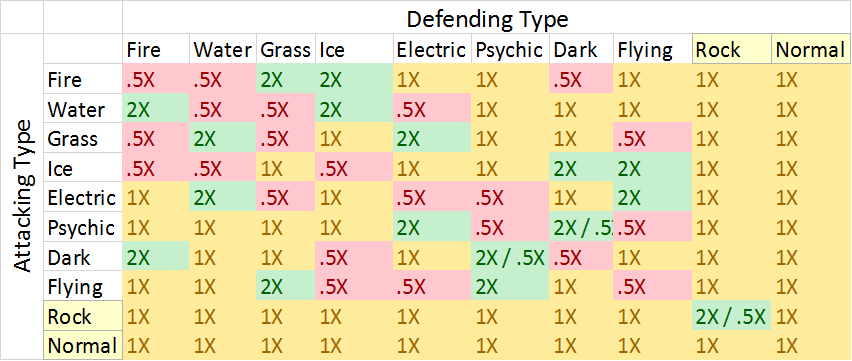 Defending Type
Attacking Type
Fire Water Grass Ice Electric Psychic Dark Flying Rock Normal
Fire .5X .5X 2X 2X 1X 1X .5X 1X 1X 1X
Water 2X .5X .5X 2X .5X 1X 1X 1X 1X 1X
Grass .5X 2X .5X 1X 2X 1X 1X .5X 1X 1X
Ice .5X .5X 1X .5X 1X 1X 2X 2X 1X 1X
Electric 1X 2X .5X 1X .5X .5X 1X 2X 1X 1X
Psychic 1X 1X 1X 1X 2X .5X 2X / .5 .5X 1X 1X
Dark 2X 1X 1X .5X 1X 2X / .5X .5X 1X 1X 1X
Flying 1X 1X 2X .5X .5X 2X 1X .5X 1X 1X
Rock 1X 1X 1X 1X 1X 1X 1X 1X 2X / .5X 1X
Normal 1X 1X 1X 1X 1X 1X 1X 1X 1X 1X